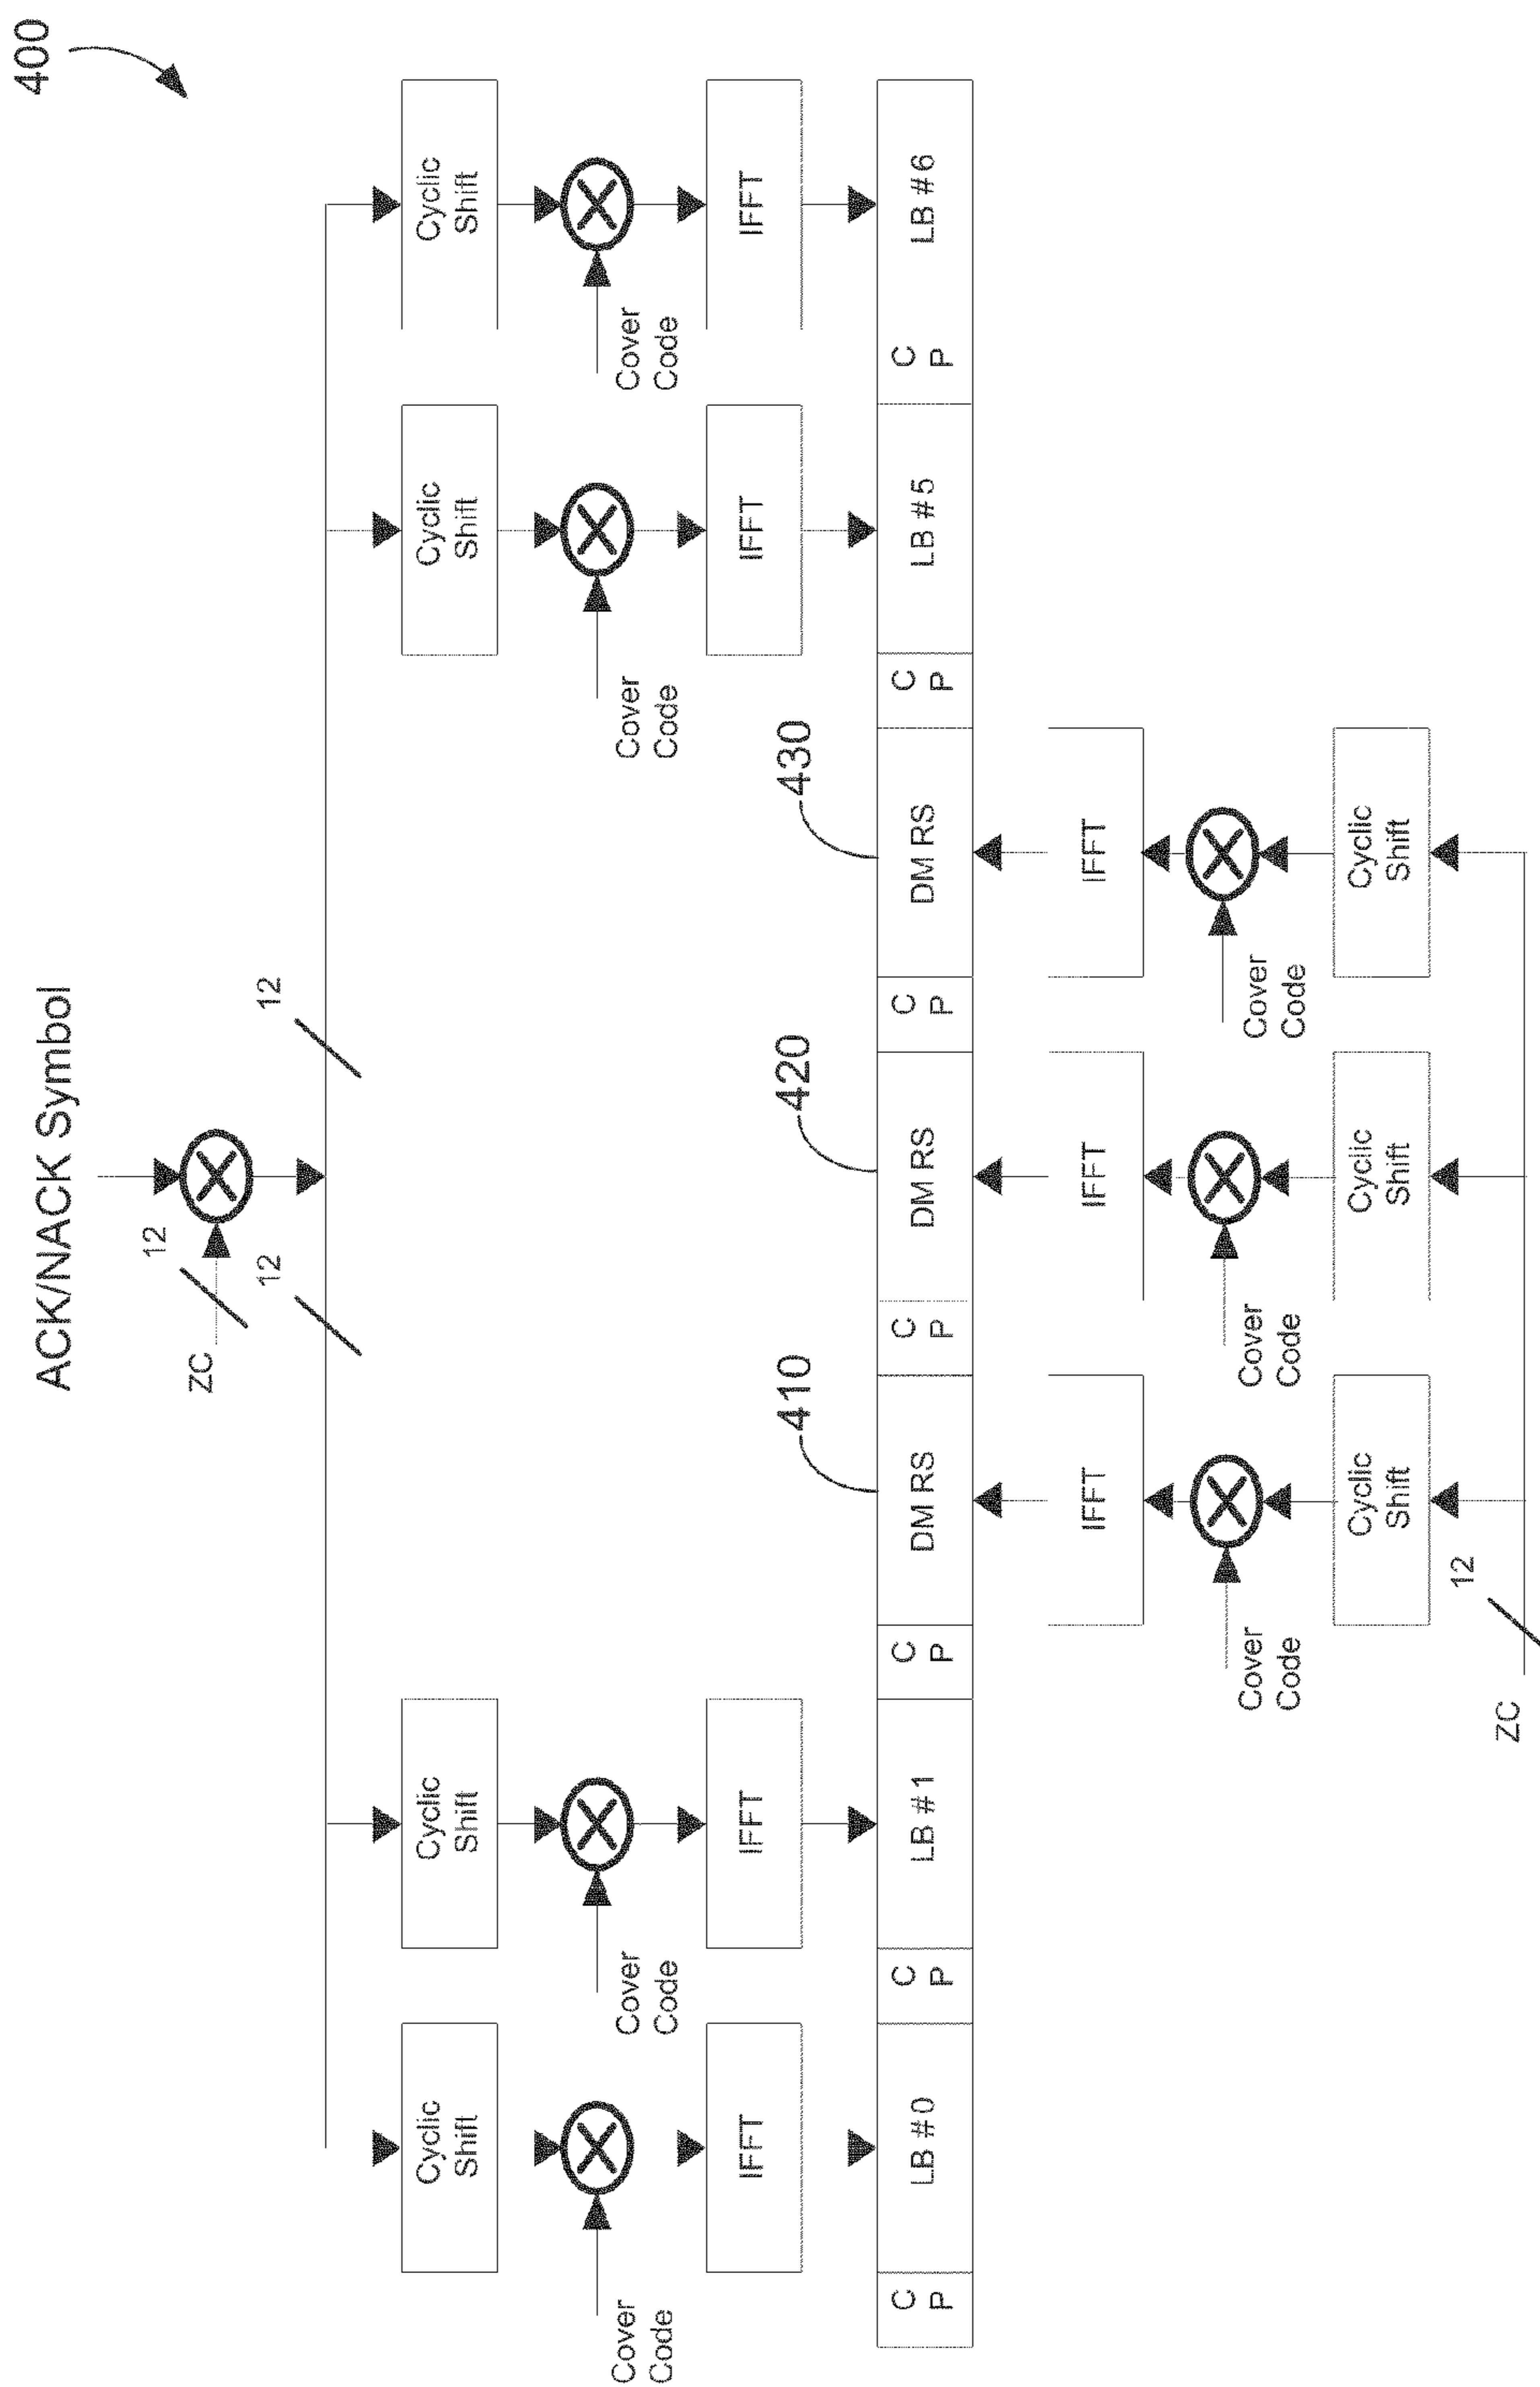 400
ACK/NACK Symbol
ZC
12
12
12
Cyclic
Shift
Cyclic
Shift
Cyclic
Shift
Cyclic
Shift
Cover
Code
Cover
Code
Cover
Code
Cover
Code
IFFT
IFFT
IFFT
IFFT
410
420
430
C
P
LB #0
C
P
LB #1
C
P
DM RS
C
P
DM RS
C
P
DM RS
C
P
LB #5
C
P
LB #6
IFFT
IFFT
IFFT
Cover
Code
Cover
Code
Cover
Code
Cyclic
Shift
Cyclic
Shift
Cyclic
Shift
12
ZC